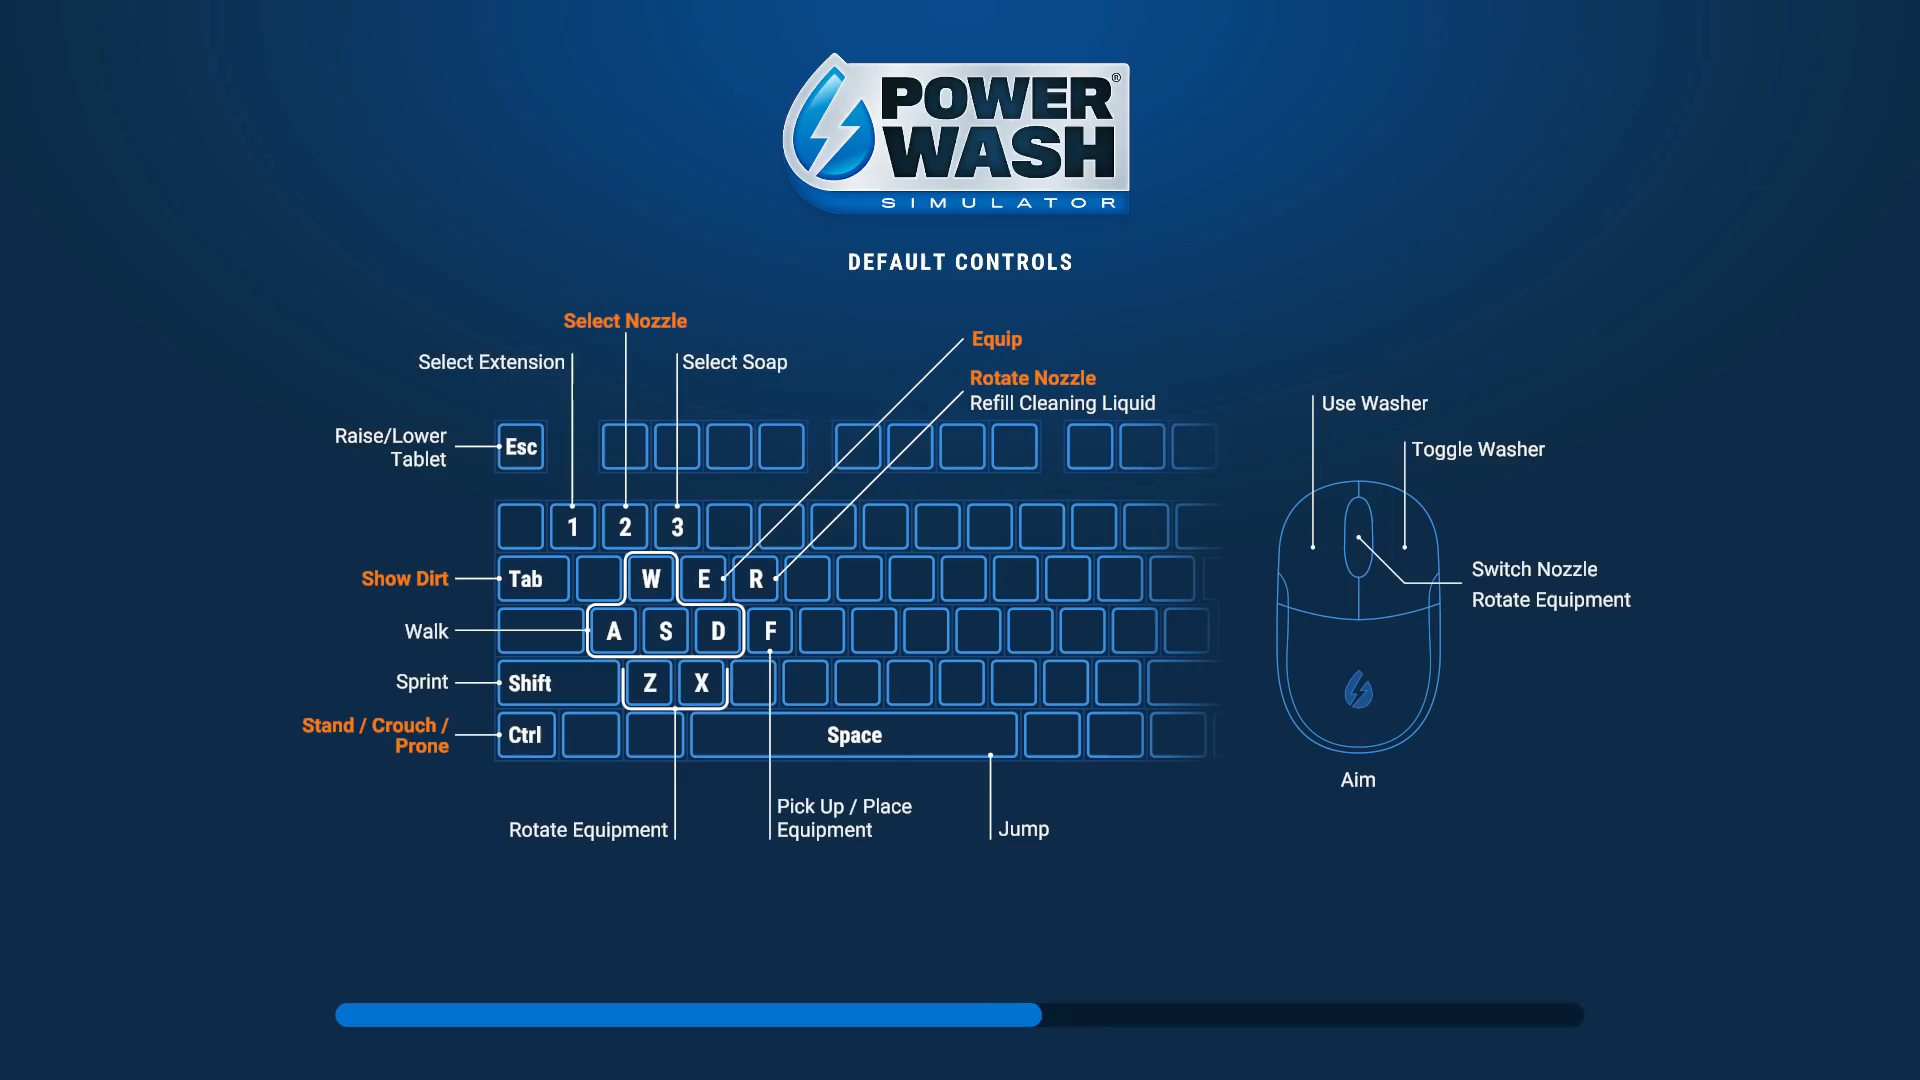 POWER®
WASH
SIMULATOR
DEFAULT CONTROLS
Select Nozzle
Equip
Select Extension
Select Soap
Rotate Nozzle
Refill Cleaning Liquid
Use Washer
Raise/Lower
Tablet
Esc
Toggle Washer
1 2 3
Show Dirt
Tab W E R
Switch Nozzle
Rotate Equipment
Walk
A S D F
Sprint
Shift Z X
Stand / Crouch /
Prone
Ctrl Space
Aim
Rotate Equipment
Pick Up / Place
Equipment
Jump